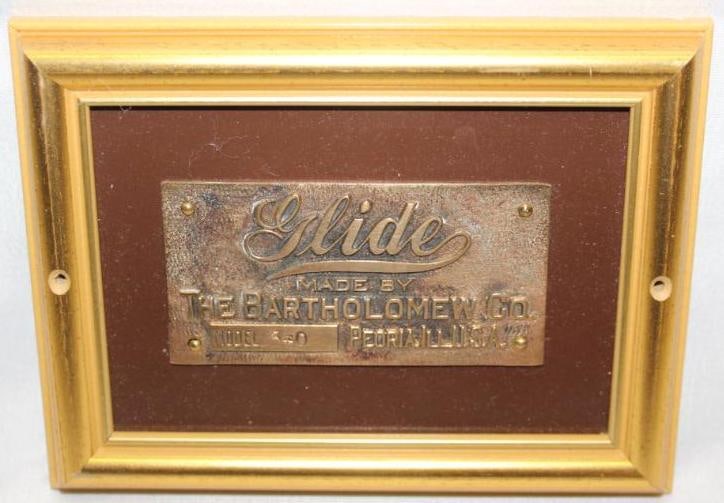 Glide
MADE BY
THE BARTHOLOMEW CO.
MODEL
PEORIA, ILL. U.S.A.